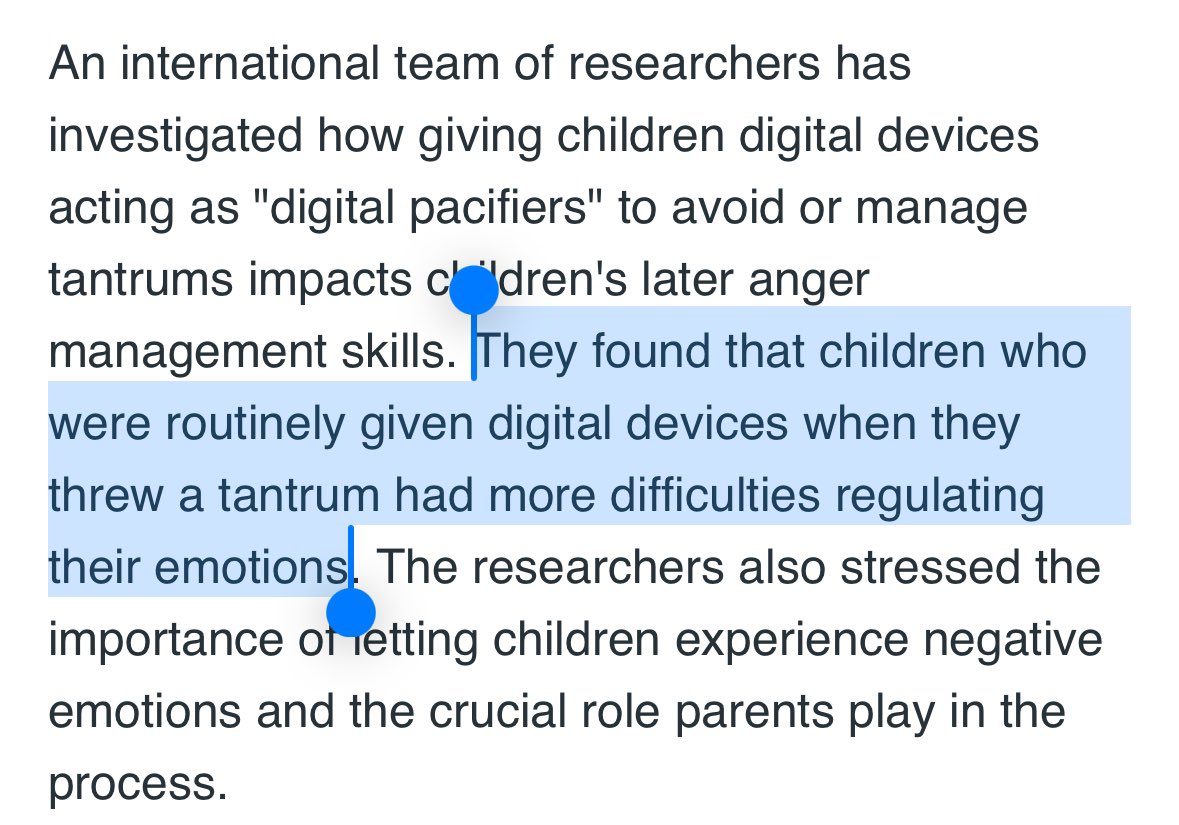 An international team of researchers has
investigated how giving children digital devices
acting as "digital pacifiers" to avoid or manage
tantrums impacts children's later anger
management skills. They found that children who
were routinely given digital devices when they
threw a tantrum had more difficulties regulating
their emotions. The researchers also stressed the
importance of letting children experience negative
emotions and the crucial role parents play in the
process.